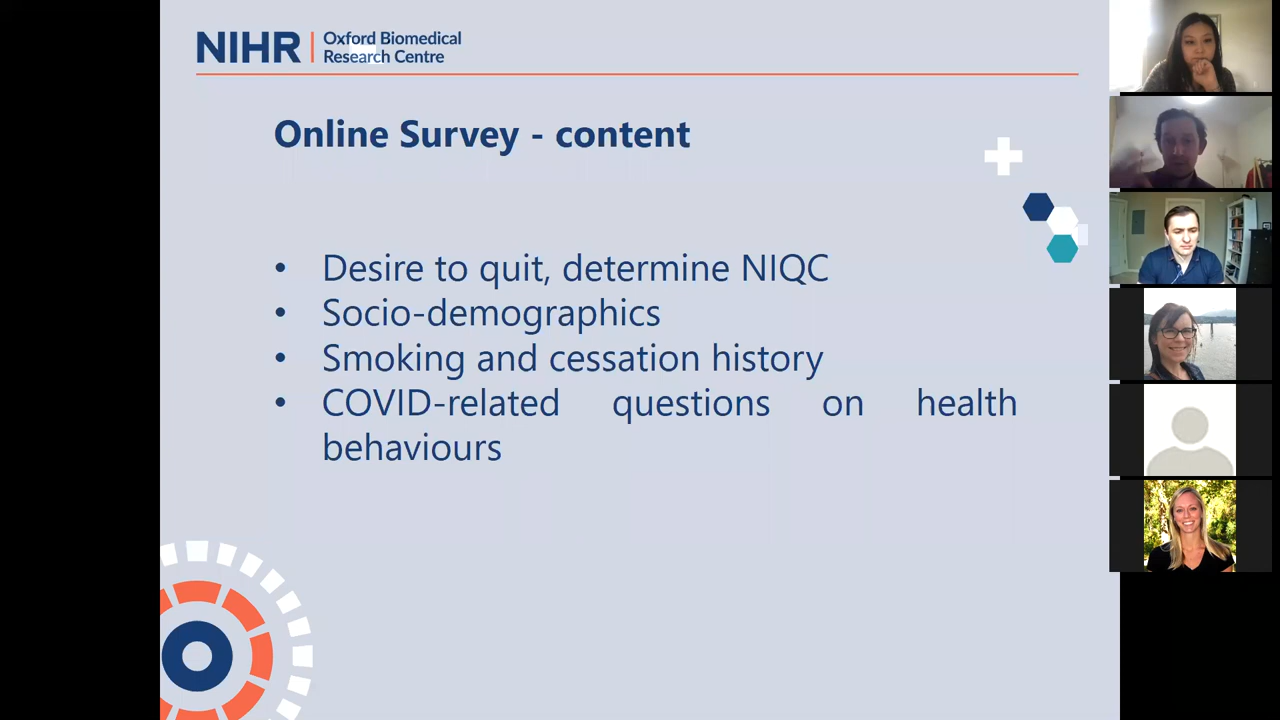 NIHR | Oxford Biomedical
Research Centre
Online Survey - content
• Desire to quit, determine NIQC
• Socio-demographics
• Smoking and cessation history
• COVID-related questions on health
behaviours